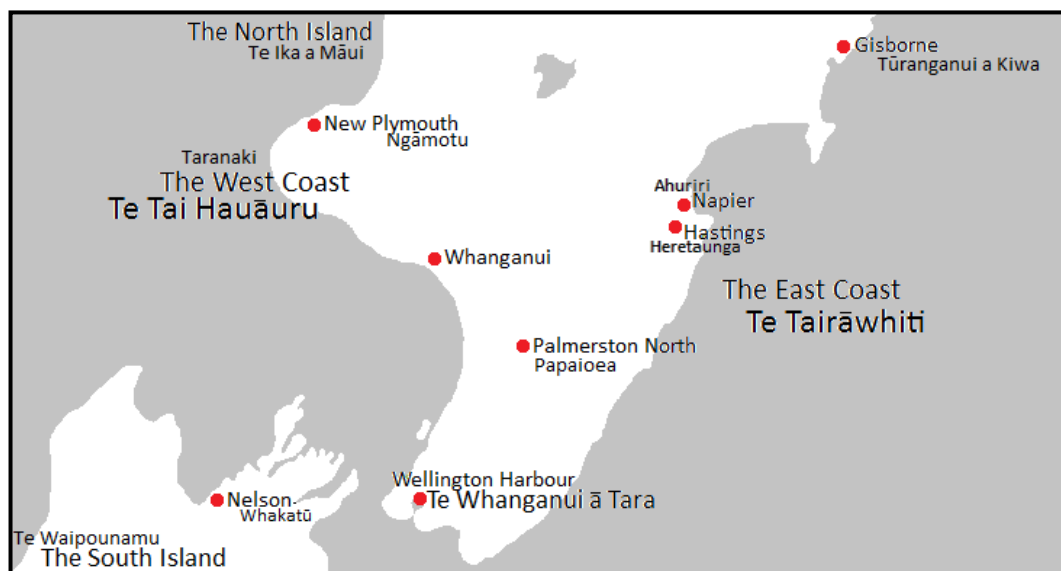 The North Island
Te Ika a Māui
Gisborne
Tūranganui a Kiwa
New Plymouth
Ngāmotu
Taranaki
The West Coast
Te Tai Hauāuru
Ahuriri
Napier
Hastings
Heretaunga
Whanganui
The East Coast
Te Tairāwhiti
Palmerston North
Papaioea
Wellington Harbour
Te Whanganui ā Tara
Nelson
Whakatū
Te Waipounamu
The South Island